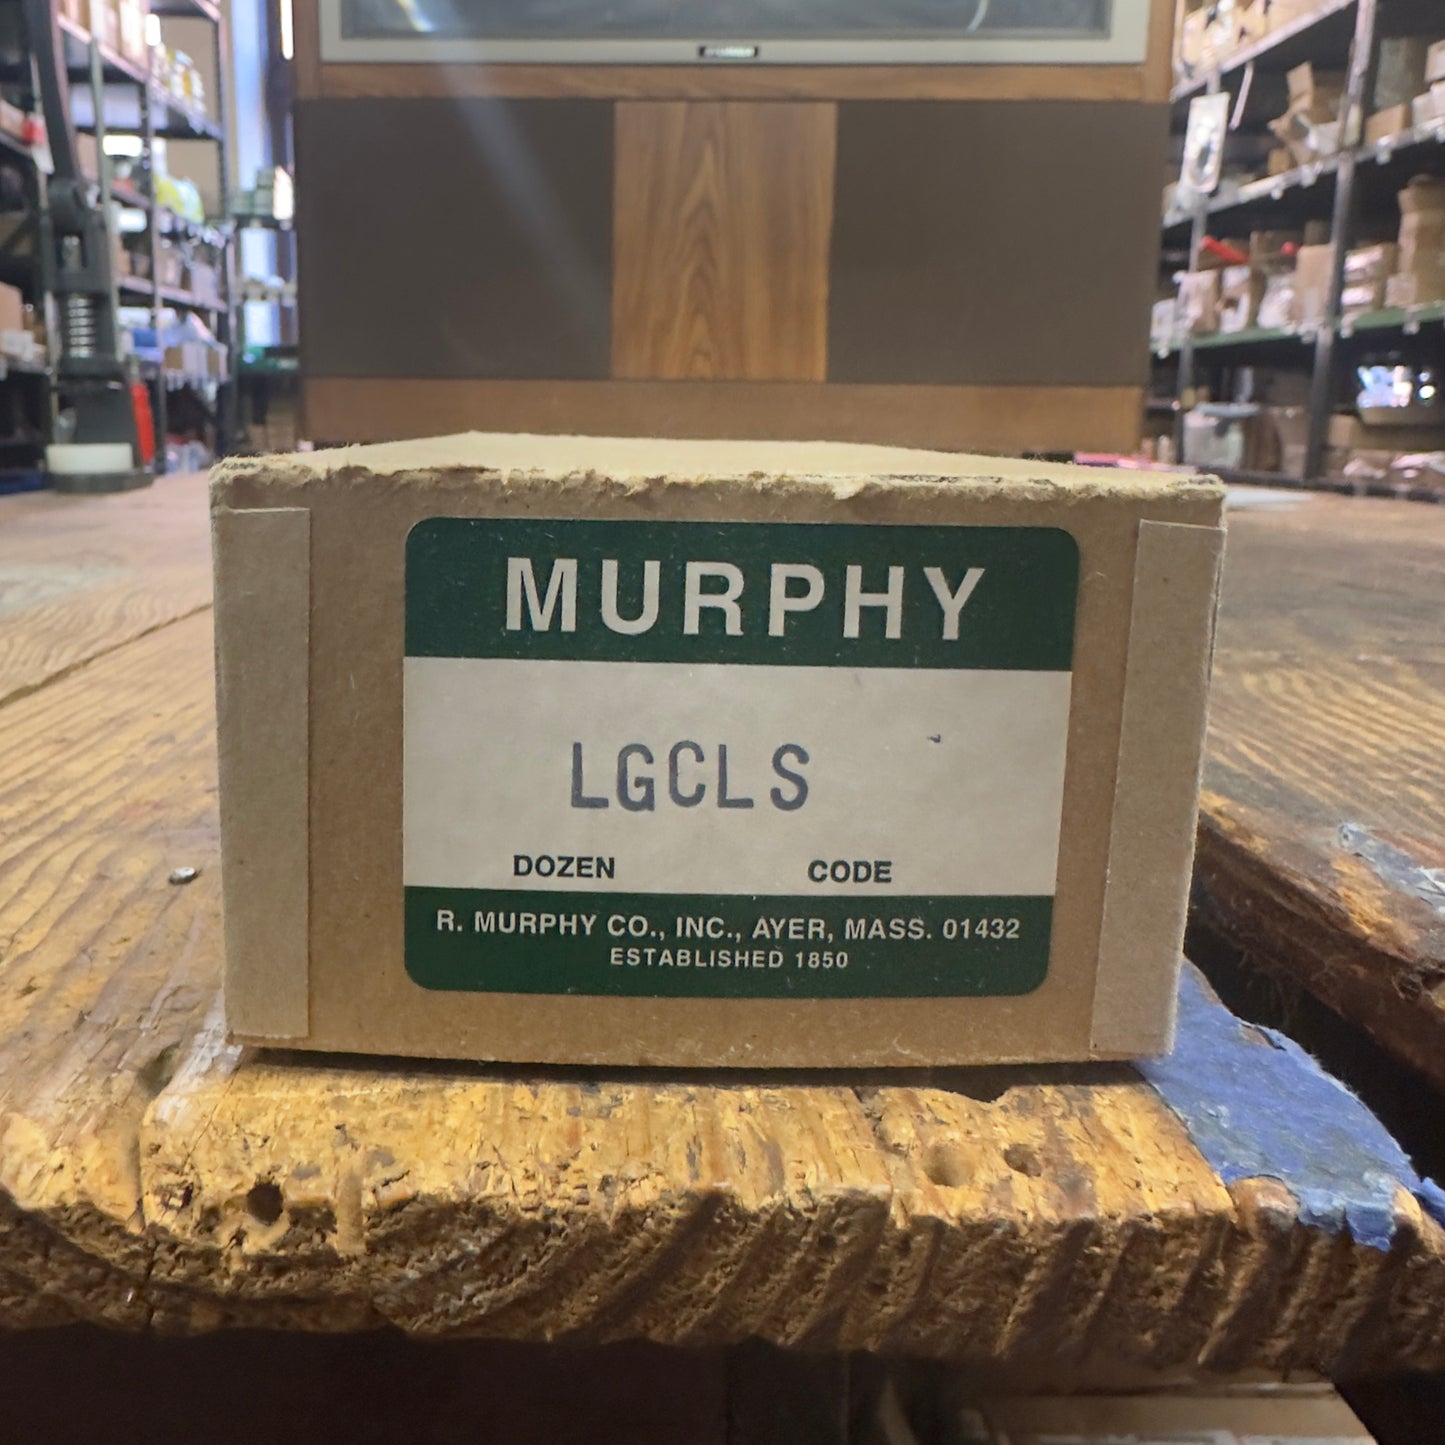 MURPHY
LGCLS
DOZEN CODE
R. MURPHY CO., INC., AYER, MASS. 01432
ESTABLISHED 1850